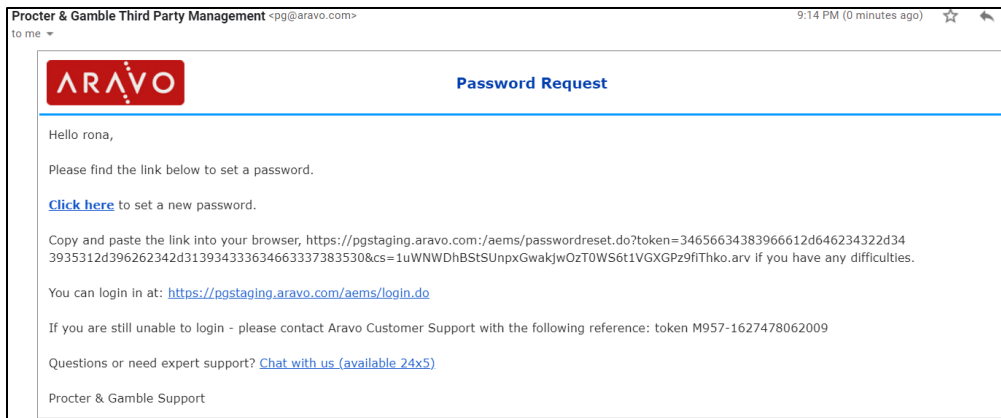 Procter & Gamble Third Party Management <pg@aravo.com> 9:14 PM (0 minutes ago)
to me
ARAVO Password Request
Hello rona,
Please find the link below to set a password.
Click here to set a new password.
Copy and paste the link into your browser, https://pgstaging.aravo.com:/aems/passwordreset.do?token=34656634383966612d646234322d34
3935312d396262342d313934333634663337383530&cs=1uWNWDhBStSUnpxGwakjwOzT0WS6t1VGXGPz9fiThko.arv if you have any difficulties.
You can login in at: https://pgstaging.aravo.com/aems/login.do
If you are still unable to login - please contact Aravo Customer Support with the following reference: token M957-1627478062009
Questions or need expert support? Chat with us (available 24x5)
Procter & Gamble Support